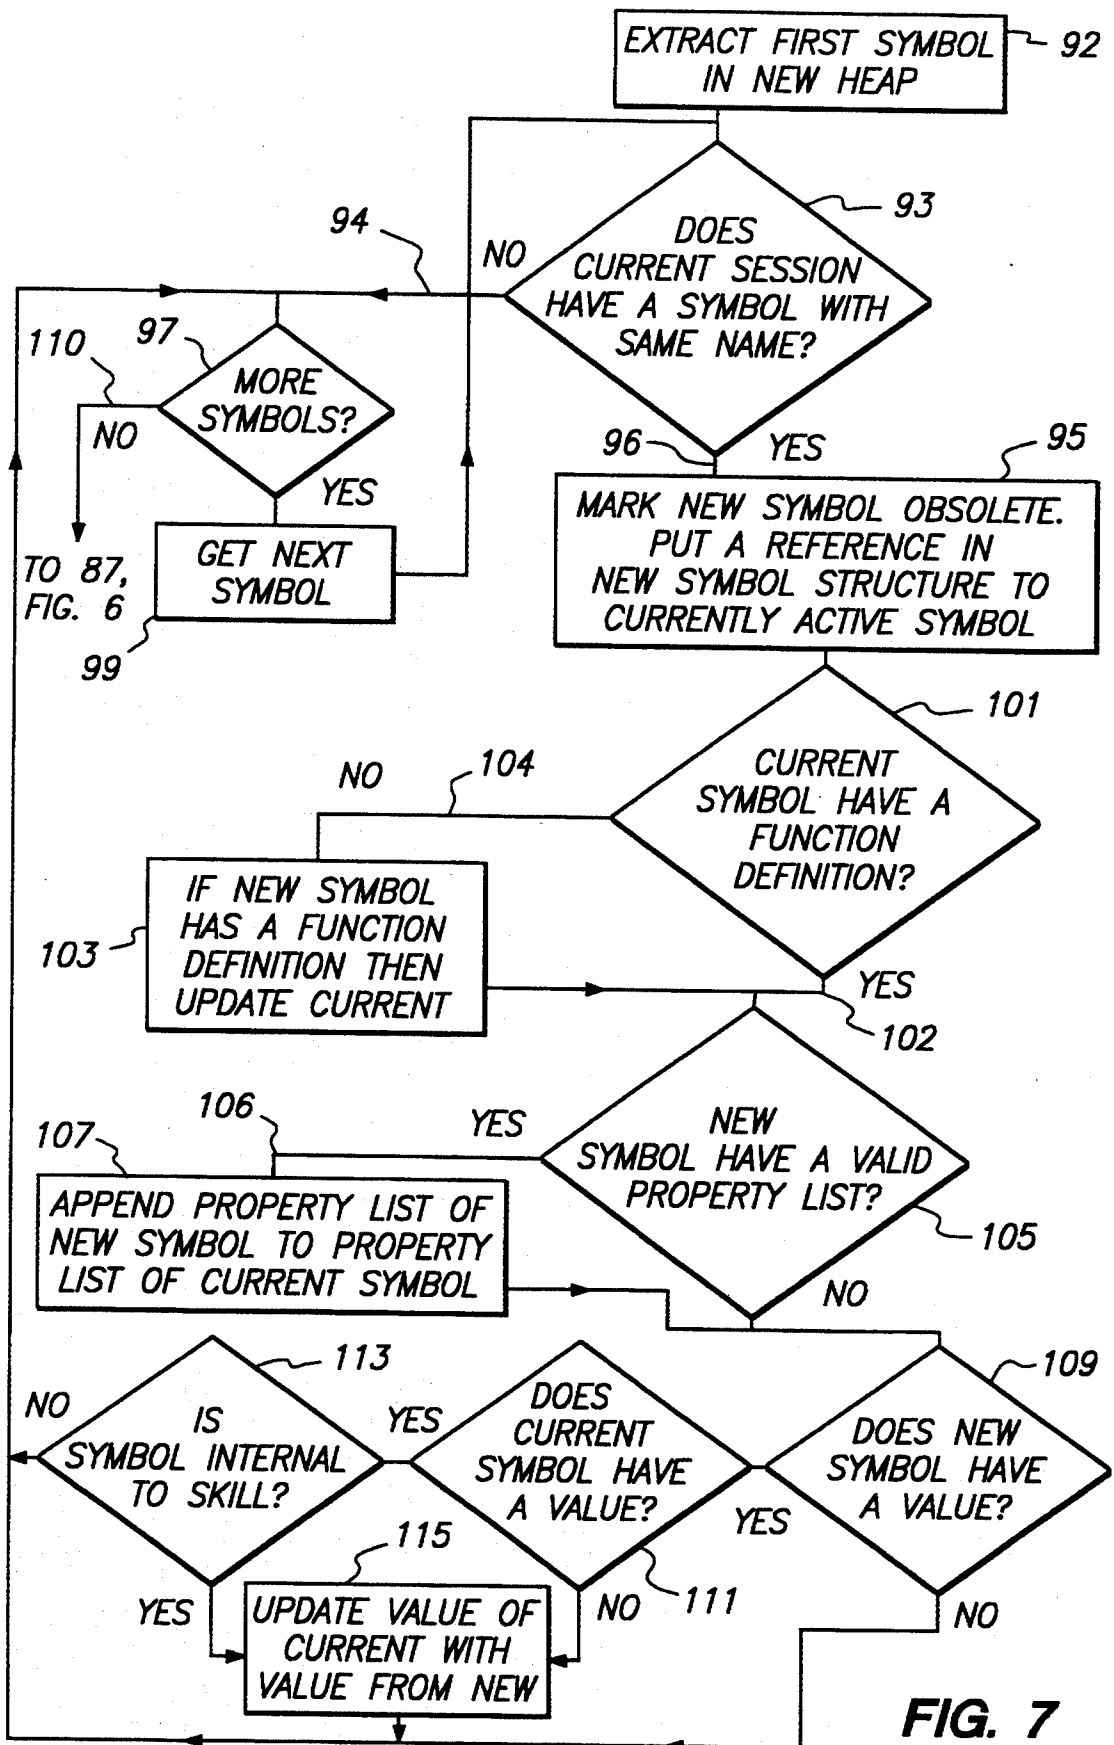 EXTRACT FIRST SYMBOL
IN NEW HEAP
92
93
94
NO
DOES
CURRENT SESSION
HAVE A SYMBOL WITH
SAME NAME?
110
97
MORE
SYMBOLS?
NO
YES
96
YES
95
TO 87,
FIG. 6
GET NEXT
SYMBOL
99
MARK NEW SYMBOL OBSOLETE.
PUT A REFERENCE IN
NEW SYMBOL STRUCTURE TO
CURRENTLY ACTIVE SYMBOL
101
NO
104
CURRENT
SYMBOL HAVE A
FUNCTION
DEFINITION?
IF NEW SYMBOL
HAS A FUNCTION
DEFINITION THEN
UPDATE CURRENT
103
YES
102
106
YES
107
NEW
SYMBOL HAVE A VALID
PROPERTY LIST?
105
APPEND PROPERTY LIST OF
NEW SYMBOL TO PROPERTY
LIST OF CURRENT SYMBOL
NO
113
109
NO
IS
SYMBOL INTERNAL
TO SKILL?
YES
DOES
CURRENT
SYMBOL HAVE
A VALUE?
YES
DOES NEW
SYMBOL HAVE
A VALUE?
115
111
YES
UPDATE VALUE OF
CURRENT WITH
VALUE FROM NEW
NO
NO
FIG. 7